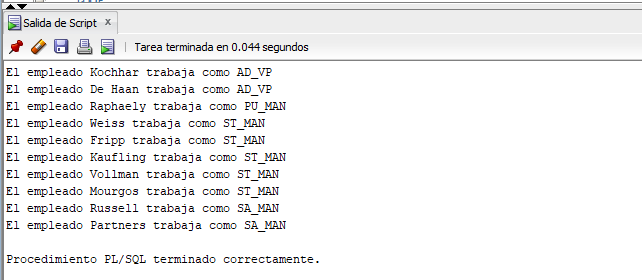 Salida de Script x
Tarea terminada en 0.044 segundos
El empleado Kochhar trabaja como AD_VP
El empleado De Haan trabaja como AD_VP
El empleado Raphaely trabaja como PU_MAN
El empleado Weiss trabaja como ST_MAN
El empleado Fripp trabaja como ST_MAN
El empleado Kaufling trabaja como ST_MAN
El empleado Vollman trabaja como ST_MAN
El empleado Mourgos trabaja como ST_MAN
El empleado Russell trabaja como SA_MAN
El empleado Partners trabaja como SA_MAN
Procedimiento PL/SQL terminado correctamente.